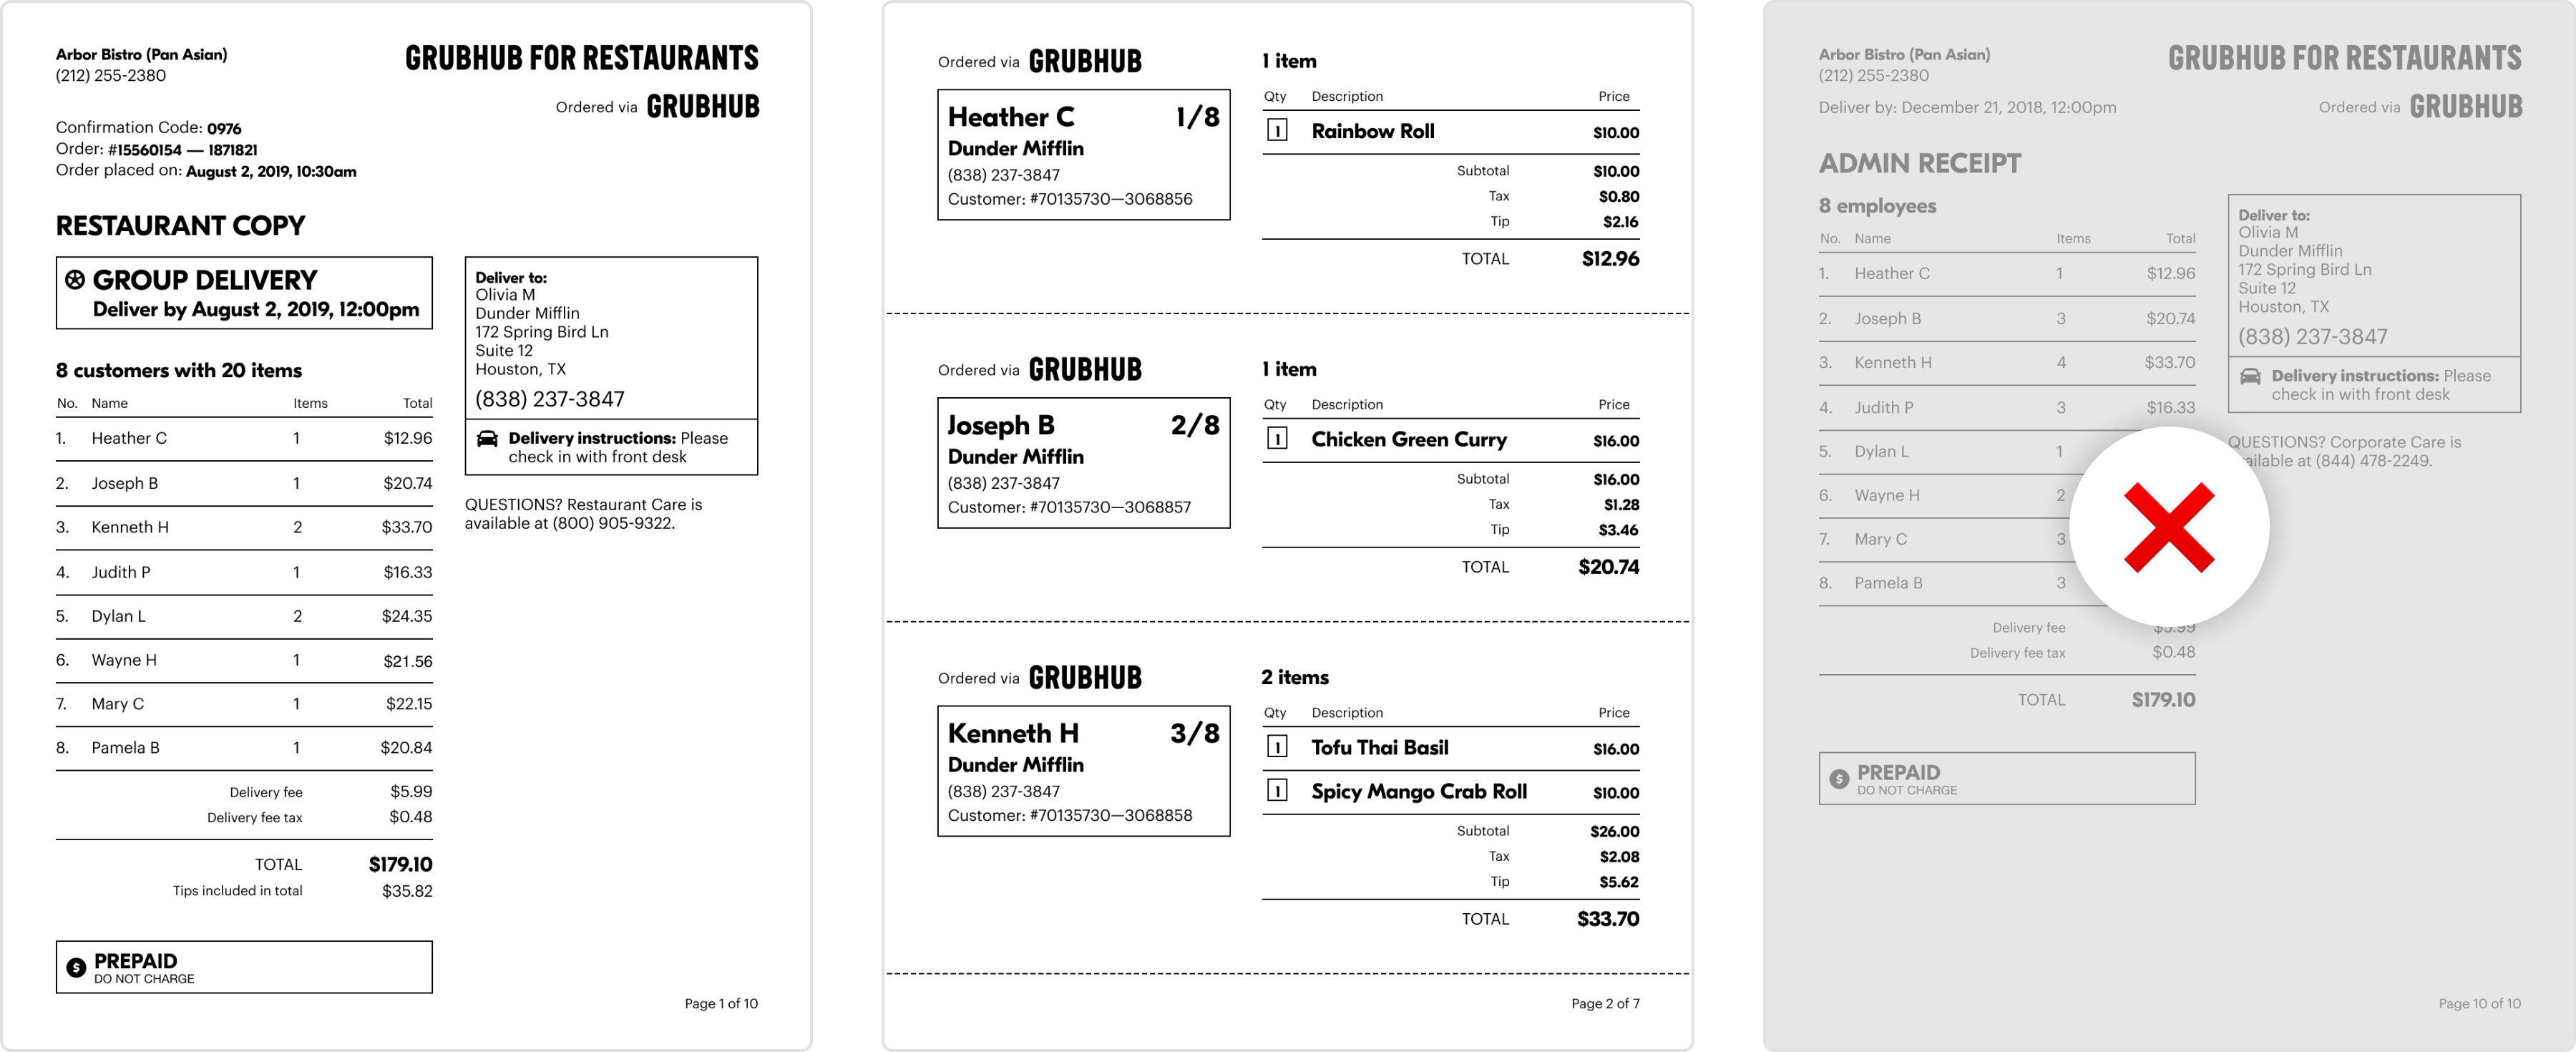 Arbor Bistro (Pan Asian)
(212) 255-2380
GRUBHUB FOR RESTAURANTS
Ordered via GRUBHUB
Confirmation Code: 0976
Order: #15560154 — 1871821
Order placed on: August 2, 2019, 10:30am
RESTAURANT COPY
GROUP DELIVERY
Deliver by August 2, 2019, 12:00pm
8 customers with 20 items
No. Name Items Total
1. Heather C 1 $12.96
2. Joseph B 1 $20.74
3. Kenneth H 2 $33.70
4. Judith P 1 $16.33
5. Dylan L 2 $24.35
6. Wayne H 1 $21.56
7. Mary C 1 $22.15
8. Pamela B 1 $20.84
Delivery fee $5.99
Delivery fee tax $0.48
TOTAL $179.10
Tips included in total $35.82
$ PREPAID
DO NOT CHARGE
Deliver to:
Olivia M
Dunder Mifflin
172 Spring Bird Ln
Suite 12
Houston, TX
(838) 237-3847
Delivery instructions: Please
check in with front desk
QUESTIONS? Restaurant Care is
available at (800) 905-9322.
Page 1 of 10
Ordered via GRUBHUB
Heather C 1/8
Dunder Mifflin
(838) 237-3847
Customer: #70135730—3068856
1 item
Qty Description Price
1 Rainbow Roll $10.00
Subtotal $10.00
Tax $0.80
Tip $2.16
TOTAL $12.96
Ordered via GRUBHUB
Joseph B 2/8
Dunder Mifflin
(838) 237-3847
Customer: #70135730—3068857
1 item
Qty Description Price
1 Chicken Green Curry $16.00
Subtotal $16.00
Tax $1.28
Tip $3.46
TOTAL $20.74
Ordered via GRUBHUB
Kenneth H 3/8
Dunder Mifflin
(838) 237-3847
Customer: #70135730—3068858
2 items
Qty Description Price
1 Tofu Thai Basil $16.00
1 Spicy Mango Crab Roll $10.00
Subtotal $26.00
Tax $2.08
Tip $5.62
TOTAL $33.70
Page 2 of 7
Arbor Bistro (Pan Asian)
(212) 255-2380
Deliver by: December 21, 2018, 12:00pm
GRUBHUB FOR RESTAURANTS
Ordered via GRUBHUB
ADMIN RECEIPT
8 employees
No. Name Items Total
1. Heather C 1 $12.96
2. Joseph B 3 $20.74
3. Kenneth H 4 $33.70
4. Judith P 3 $16.33
5. Dylan L 1
6. Wayne H 2
7. Mary C 3
8. Pamela B 3
Delivery fee $5.99
Delivery fee tax $0.48
TOTAL $179.10
$ PREPAID
DO NOT CHARGE
Deliver to:
Olivia M
Dunder Mifflin
172 Spring Bird Ln
Suite 12
Houston, TX
(838) 237-3847
Delivery instructions: Please
check in with front desk
QUESTIONS? Corporate Care is
at (844) 478-2249.
Page 10 of 10